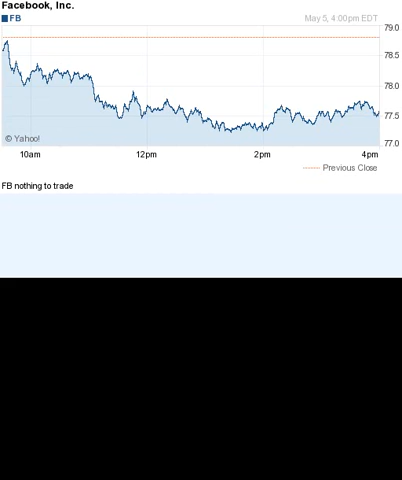 Facebook, Inc.
FB May 5, 4:00pm EDT
79.0
78.5
78.0
77.5
77.0
© Yahoo!
10am 12pm 2pm 4pm
Previous Close
FB nothing to trade